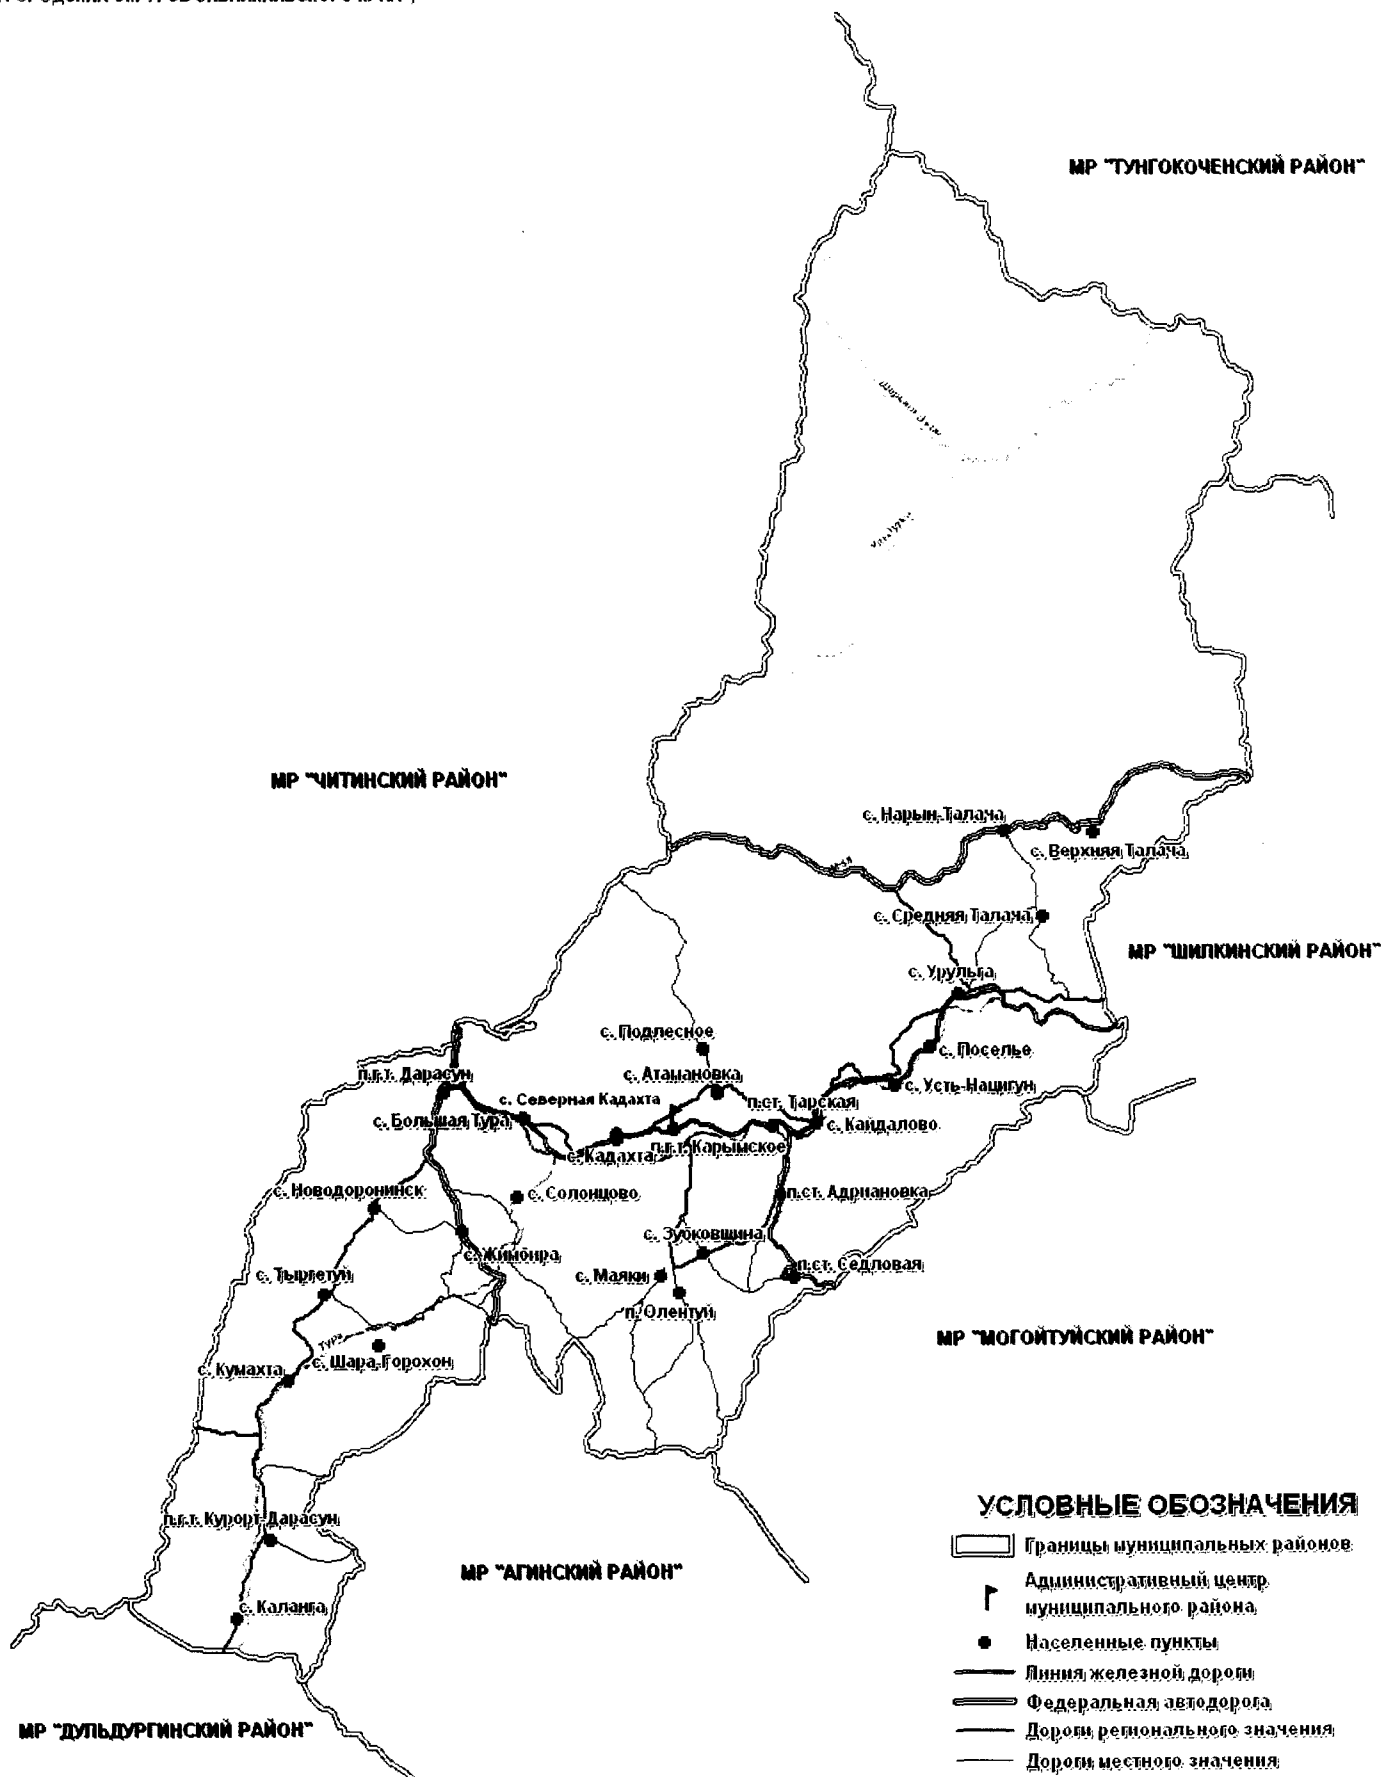 МР "ТУНГОКОЧЕНСКИЙ РАЙОН"
МР "ЧИТИНСКИЙ РАЙОН"
с. Нарын-Талача
с. Верхняя Талача
с. Средняя Талача
МР "ШИЛКИНСКИЙ РАЙОН"
с. Урульга
с. Подлесное
с. Поселье
п.г.т. Дарасун
с. Атамановка
с. Усть-Нацигун
с. Северная Кадахта
п.ст. Тарская
с. Большая Тура
с. Кайдалово
с. Кадахта
п.г.т. Карымское
с. Новодоронинск
с. Солонцово
п.ст. Адриановка
с. Зубковщина
с. Жимбира
с. Тыргетуй
с. Маяки
п.ст. Седловая
п. Олентуй
Тура
МР "МОГОЙТУЙСКИЙ РАЙОН"
с. Кумахта
с. Шара-Горохон
п.г.т. Курорт-Дарасун
МР "АГИНСКИЙ РАЙОН"
с. Каланга
МР "ДУЛЬДУРГИНСКИЙ РАЙОН"
УСЛОВНЫЕ ОБОЗНАЧЕНИЯ
Границы муниципальных районов
Административный центр
муниципального района
Населенные пункты
Линия железной дороги
Федеральная автодорога
Дороги регионального значения
Дороги местного значения